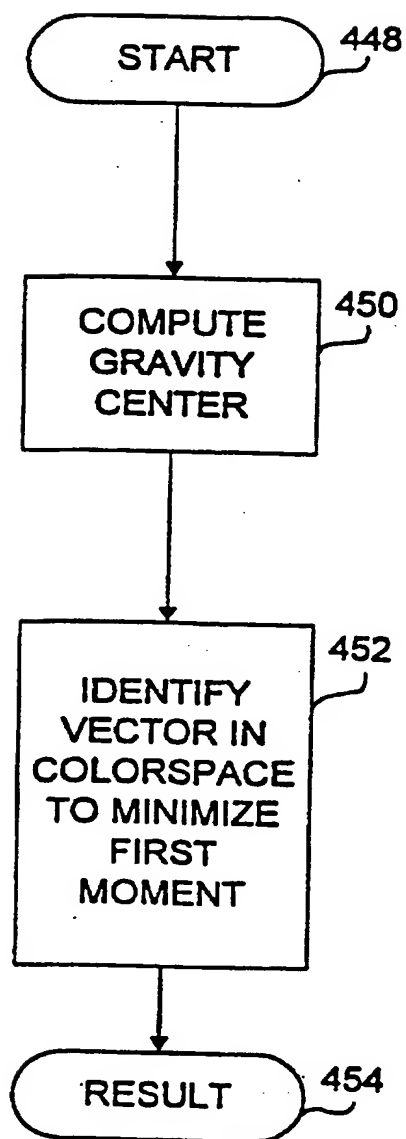 START
448
COMPUTE
GRAVITY
CENTER
450
IDENTIFY
VECTOR IN
COLORSPACE
TO MINIMIZE
FIRST
MOMENT
452
RESULT
454